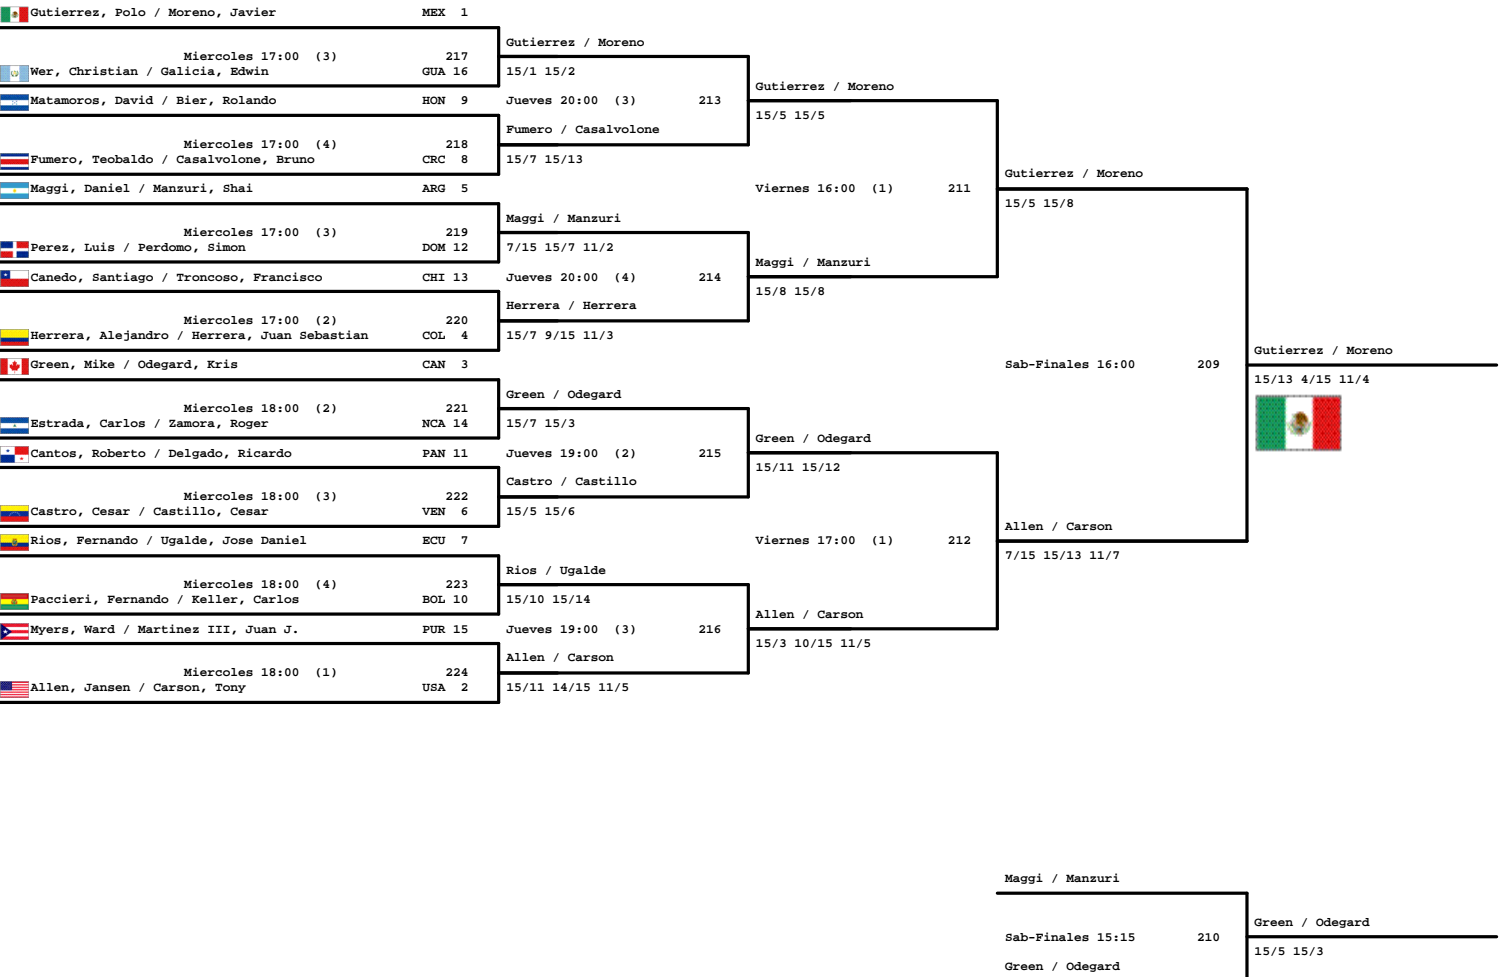 Gutierrez, Polo / Moreno, Javier MEX 1
Miercoles 17:00 (3) 217
Wer, Christian / Galicia, Edwin GUA 16
Matamoros, David / Bier, Rolando HON 9
Miercoles 17:00 (4) 218
Fumero, Teobaldo / Casalvolone, Bruno CRC 8
Maggi, Daniel / Manzuri, Shai ARG 5
Miercoles 17:00 (3) 219
Perez, Luis / Perdomo, Simon DOM 12
Canedo, Santiago / Troncoso, Francisco CHI 13
Miercoles 17:00 (2) 220
Herrera, Alejandro / Herrera, Juan Sebastian COL 4
Green, Mike / Odegard, Kris CAN 3
Miercoles 18:00 (2) 221
Estrada, Carlos / Zamora, Roger NCA 14
Cantos, Roberto / Delgado, Ricardo PAN 11
Miercoles 18:00 (3) 222
Castro, Cesar / Castillo, Cesar VEN 6
Rios, Fernando / Ugalde, Jose Daniel ECU 7
Miercoles 18:00 (4) 223
Paccieri, Fernando / Keller, Carlos BOL 10
Myers, Ward / Martinez III, Juan J. PUR 15
Miercoles 18:00 (1) 224
Allen, Jansen / Carson, Tony USA 2
Gutierrez / Moreno
15/1 15/2
Jueves 20:00 (3) 213
Fumero / Casalvolone
15/7 15/13
Maggi / Manzuri
7/15 15/7 11/2
Jueves 20:00 (4) 214
Herrera / Herrera
15/7 9/15 11/3
Green / Odegard
15/7 15/3
Jueves 19:00 (2) 215
Castro / Castillo
15/5 15/6
Rios / Ugalde
15/10 15/14
Jueves 19:00 (3) 216
Allen / Carson
15/11 14/15 11/5
Gutierrez / Moreno
15/5 15/5
Viernes 16:00 (1) 211
Maggi / Manzuri
15/8 15/8
Green / Odegard
15/11 15/12
Viernes 17:00 (1) 212
Allen / Carson
15/3 10/15 11/5
Gutierrez / Moreno
15/5 15/8
Sab-Finales 16:00 209
Allen / Carson
7/15 15/13 11/7
Gutierrez / Moreno
15/13 4/15 11/4
Maggi / Manzuri
Sab-Finales 15:15 210
Green / Odegard
Green / Odegard
15/5 15/3